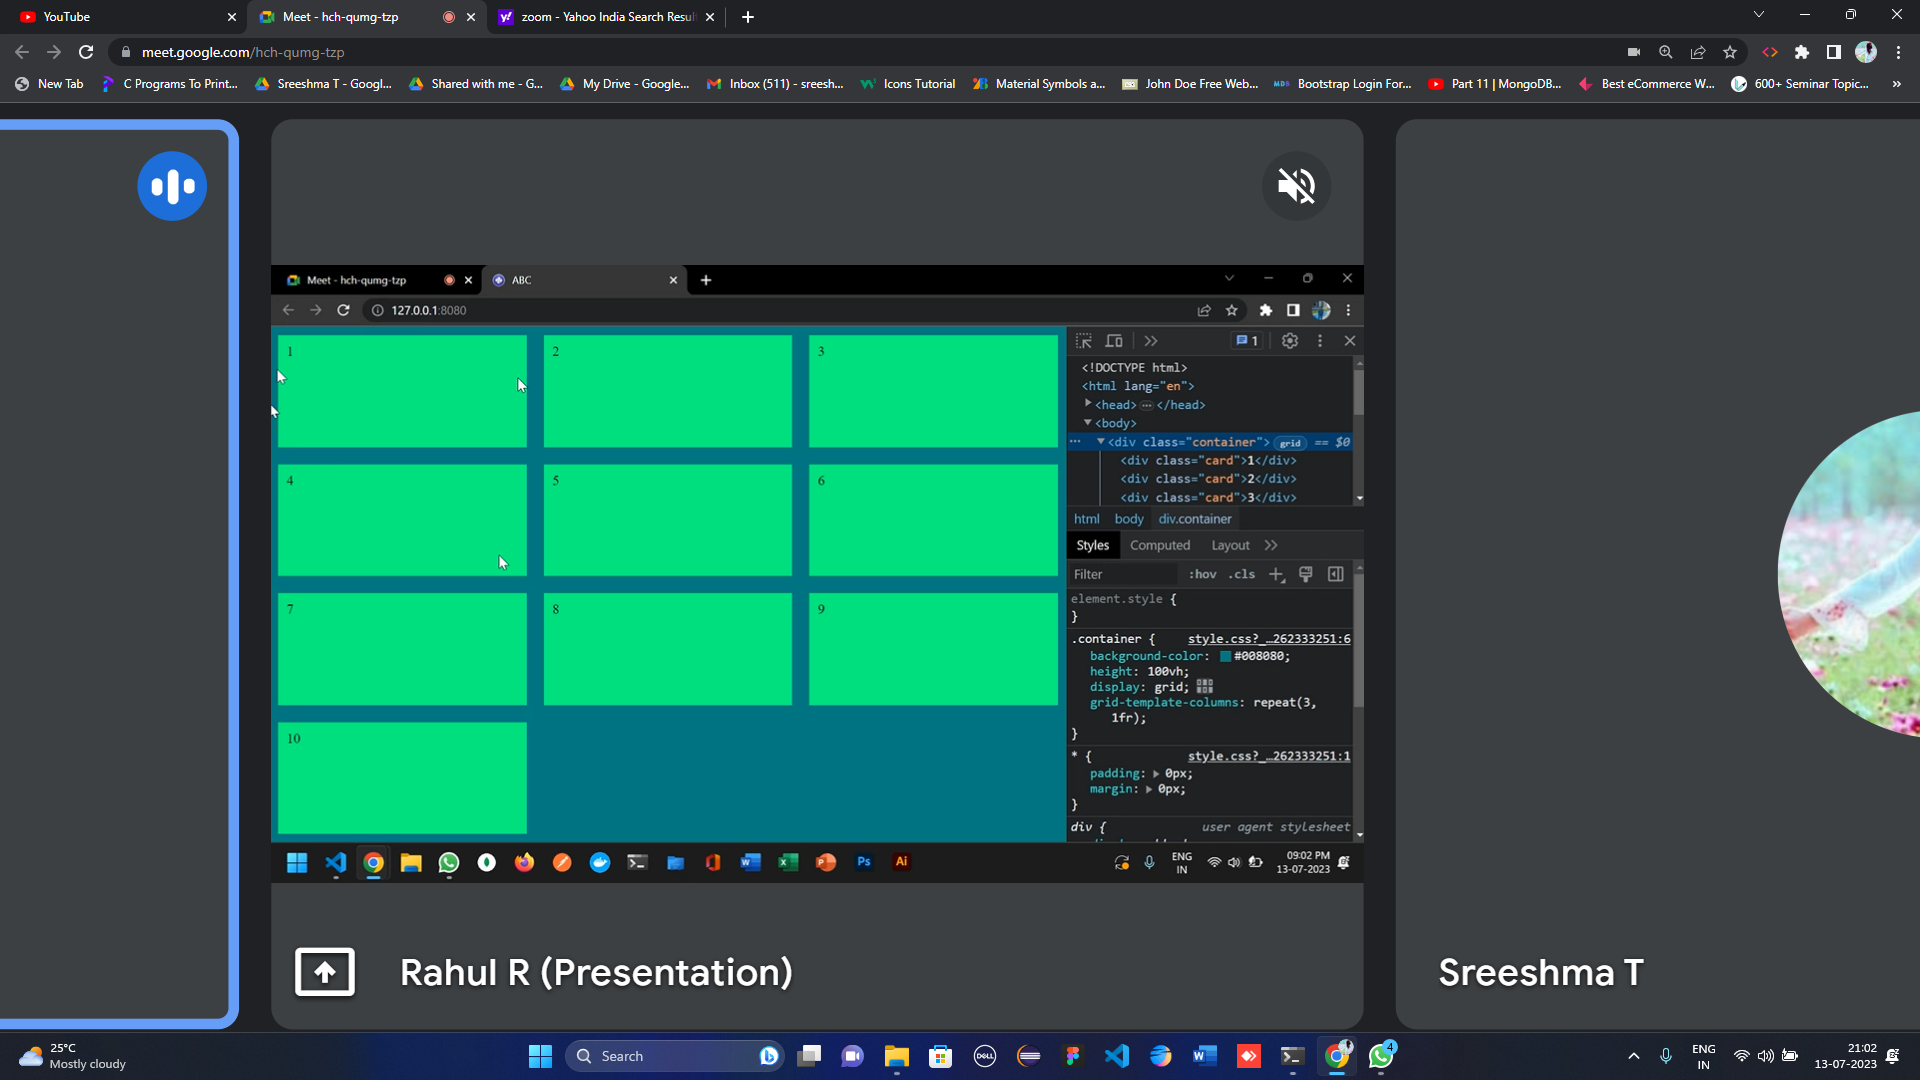 YouTube
Meet - hch-qumg-tzp
zoom - Yahoo India Search Resul
meet.google.com/hch-qumg-tzp
New Tab
C Programs To Print...
Sreeshma T - Googl...
Shared with me - G...
My Drive - Google...
Inbox (511) - sreesh...
Icons Tutorial
Material Symbols a...
John Doe Free Web...
Bootstrap Login For...
Part 11 | MongoDB...
Best eCommerce W...
600+ Seminar Topic...
Meet - hch-qumg-tzp
ABC
127.0.0.1:8080
1
2
3
4
5
6
7
8
9
10
1
<!DOCTYPE html>
<html lang="en">
<head> ... </head>
<body>
<div class="container"> grid == $0
<div class="card">1</div>
<div class="card">2</div>
<div class="card">3</div>
html body div.container
Styles Computed Layout
Filter :hov .cls
element.style {
}
.container { style.css?_…262333251:6
background-color: #008080;
height: 100vh;
display: grid;
grid-template-columns: repeat(3,
1fr);
}
* { style.css?_…262333251:1
padding: 0px;
margin: 0px;
}
div { user agent stylesheet
Ps
Ai
ENG
IN
09:02 PM
13-07-2023
Rahul R (Presentation)
Sreeshma T
25°C
Mostly cloudy
Search
DELL
4
ENG
IN
21:02
13-07-2023